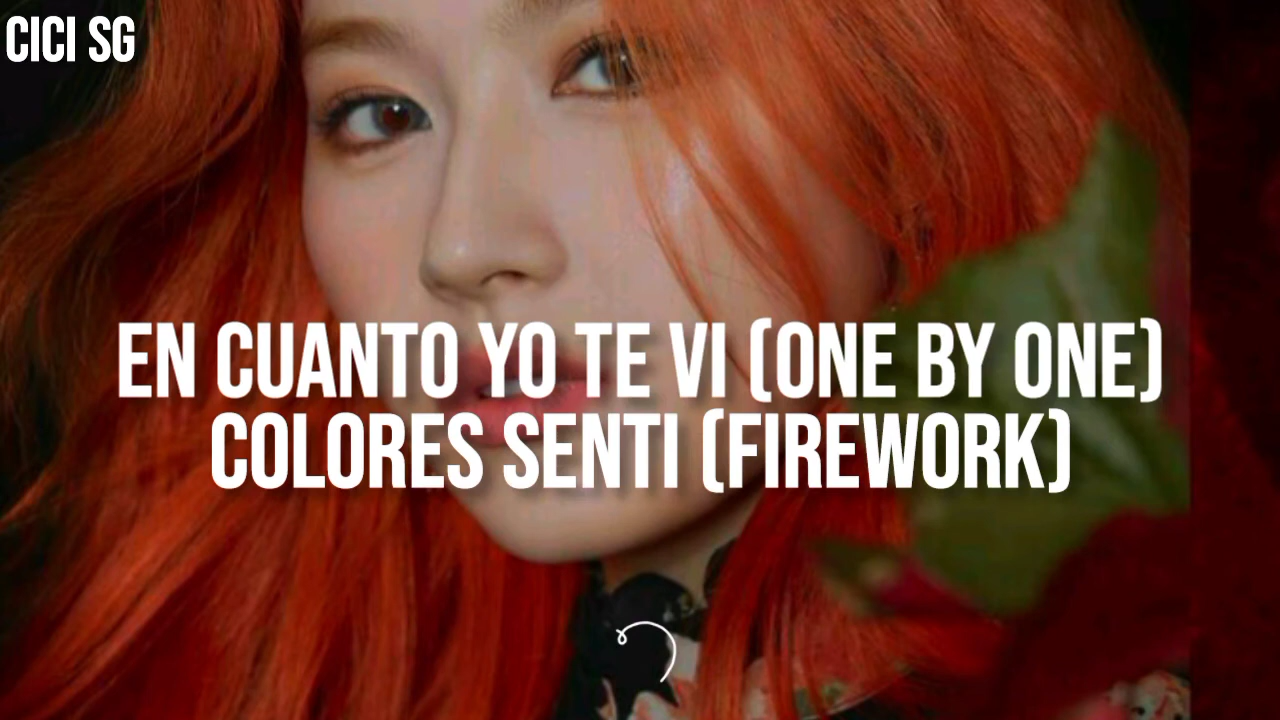 CICI SG
EN CUANTO YO TE VI (ONE BY ONE)
COLORES SENTI (FIREWORK)